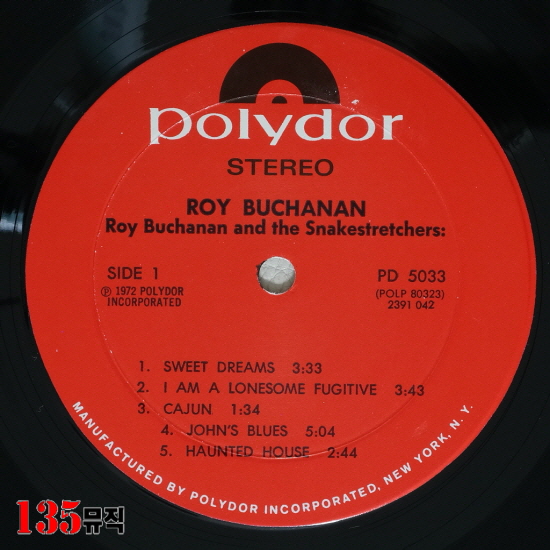 polydor
STEREO
ROY BUCHANAN
Roy Buchanan and the Snakestretchers:
SIDE 1
℗ 1972 POLYDOR
INCORPORATED
PD 5033
(POLP 80323)
2391 042
1. SWEET DREAMS 3:33
2. I AM A LONESOME FUGITIVE 3:43
3. CAJUN 1:34
4. JOHN'S BLUES 5:04
5. HAUNTED HOUSE 2:44
MANUFACTURED BY POLYDOR INCORPORATED, NEW YORK, N.Y.
135뮤직